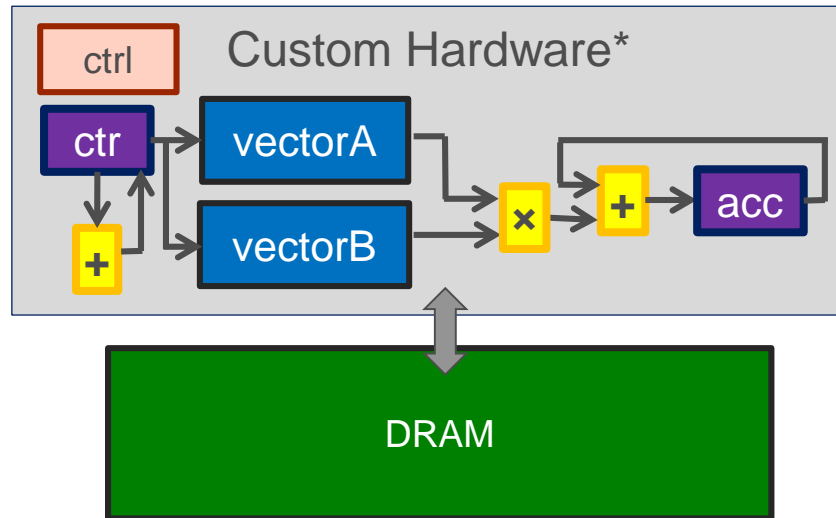 ctrl
Custom Hardware*
ctr
vectorA
vectorB
+
×
+
acc
DRAM